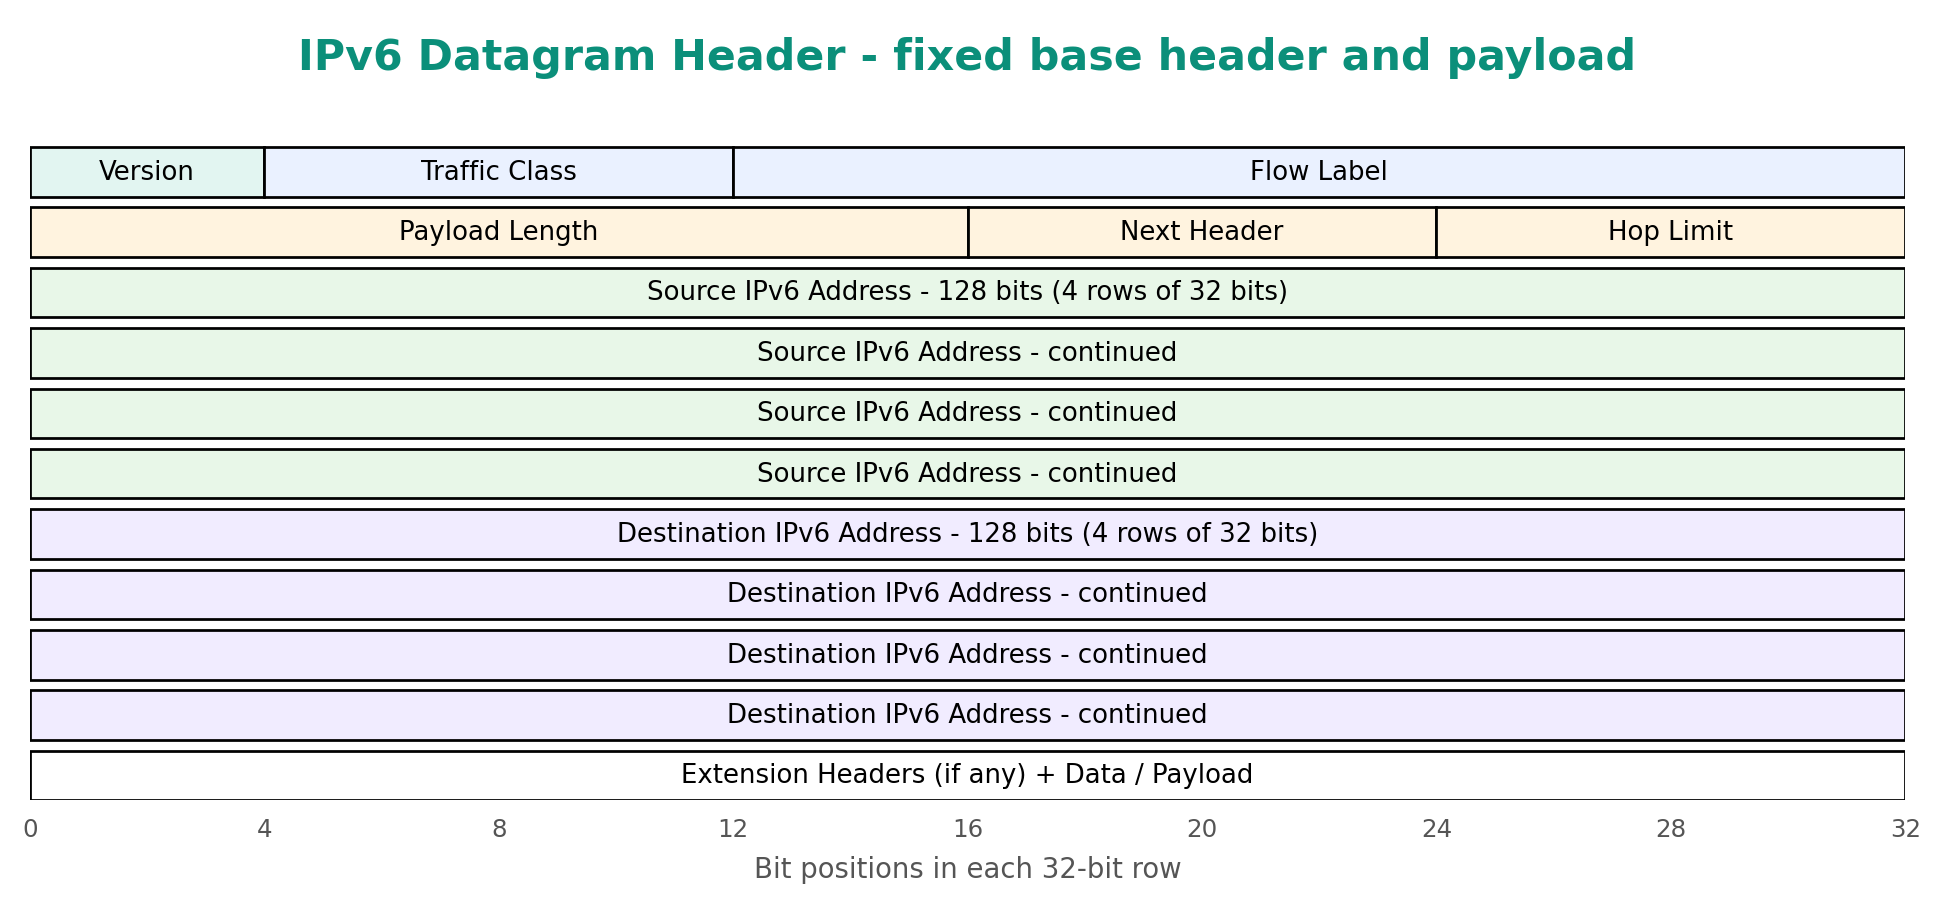 IPv6 Datagram Header - fixed base header and payload
Version Traffic Class Flow Label
Payload Length Next Header Hop Limit
Source IPv6 Address - 128 bits (4 rows of 32 bits)
Source IPv6 Address - continued
Source IPv6 Address - continued
Source IPv6 Address - continued
Destination IPv6 Address - 128 bits (4 rows of 32 bits)
Destination IPv6 Address - continued
Destination IPv6 Address - continued
Destination IPv6 Address - continued
Extension Headers (if any) + Data / Payload
0 4 8 12 16 20 24 28 32
Bit positions in each 32-bit row